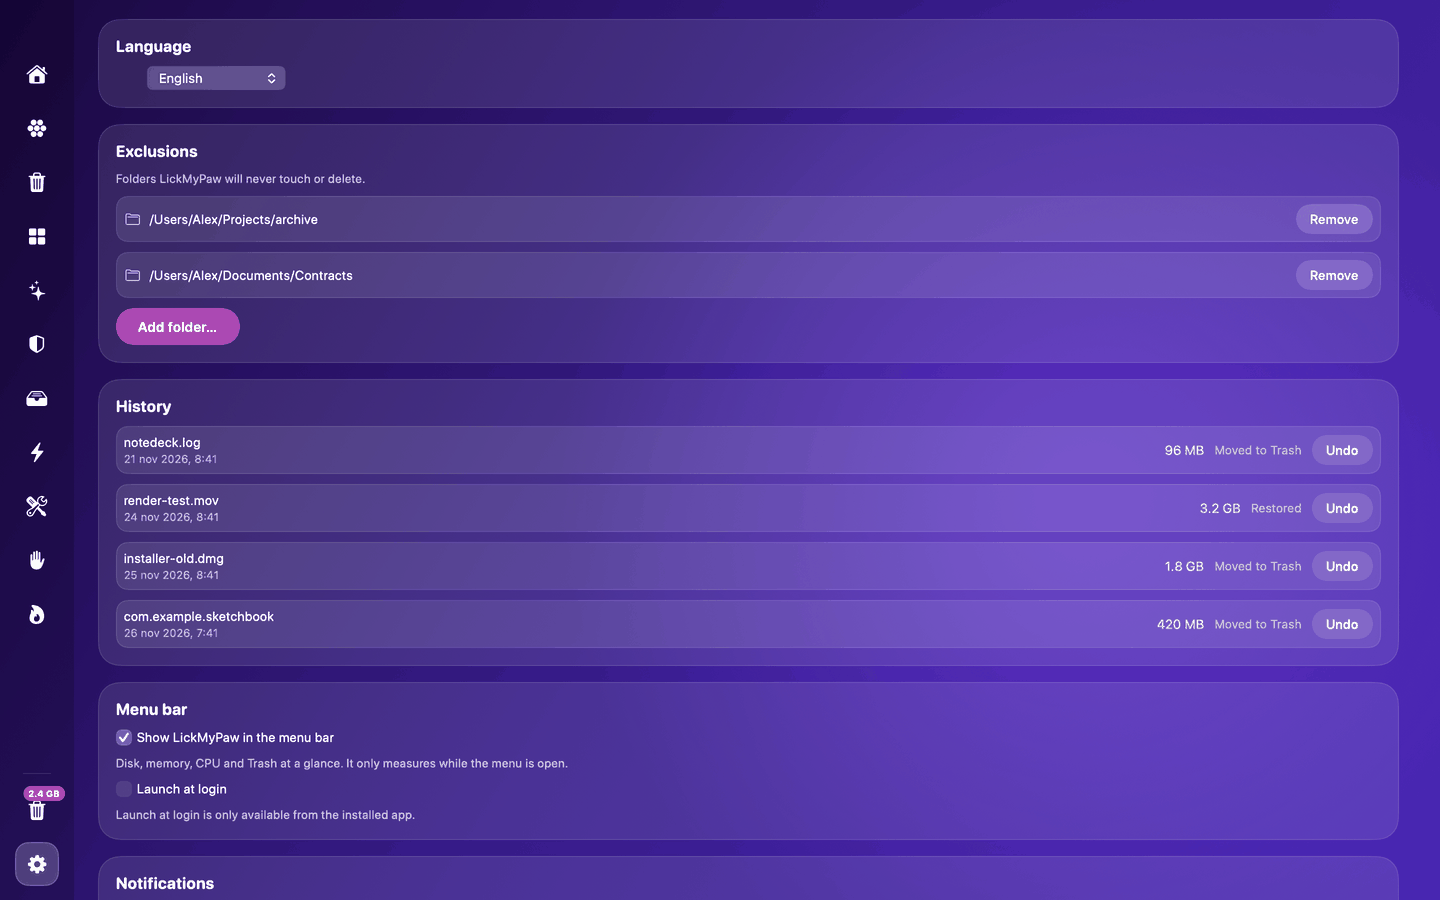 Language
English
Exclusions
Folders LickMyPaw will never touch or delete.
/Users/Alex/Projects/archive
Remove
/Users/Alex/Documents/Contracts
Remove
Add folder...
History
notedeck.log
21 nov 2026, 8:41
96 MB Moved to Trash Undo
render-test.mov
24 nov 2026, 8:41
3.2 GB Restored Undo
installer-old.dmg
25 nov 2026, 8:41
1.8 GB Moved to Trash Undo
com.example.sketchbook
26 nov 2026, 7:41
420 MB Moved to Trash Undo
Menu bar
Show LickMyPaw in the menu bar
Disk, memory, CPU and Trash at a glance. It only measures while the menu is open.
Launch at login
Launch at login is only available from the installed app.
2.4 GB
Notifications